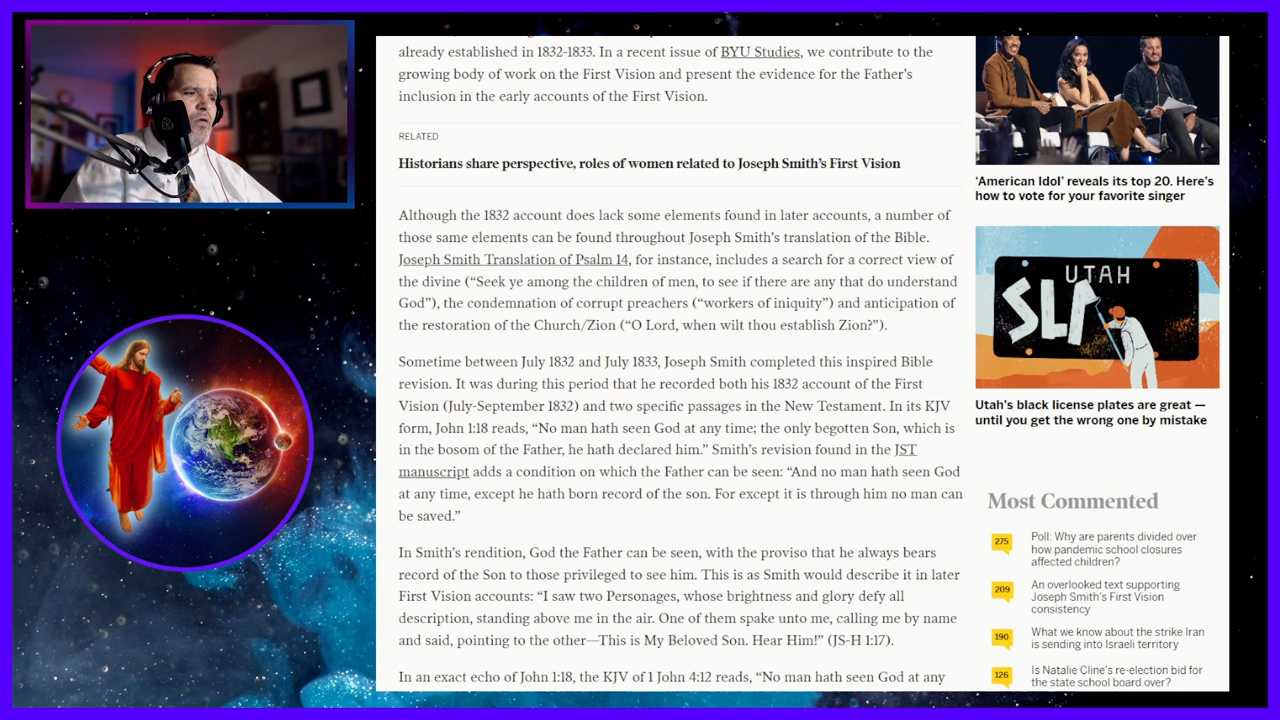 already established in 1832-1833. In a recent issue of BYU Studies, we contribute to the
growing body of work on the First Vision and present the evidence for the Father’s
inclusion in the early accounts of the First Vision.
RELATED
Historians share perspective, roles of women related to Joseph Smith’s First Vision
Although the 1832 account does lack some elements found in later accounts, a number of
those same elements can be found throughout Joseph Smith’s translation of the Bible.
Joseph Smith Translation of Psalm 14, for instance, includes a search for a correct view of
the divine (“Seek ye among the children of men, to see if there are any that do understand
God”), the condemnation of corrupt preachers (“workers of iniquity”) and anticipation of
the restoration of the Church/Zion (“O Lord, when wilt thou establish Zion?”).
Sometime between July 1832 and July 1833, Joseph Smith completed this inspired Bible
revision. It was during this period that he recorded both his 1832 account of the First
Vision (July-September 1832) and two specific passages in the New Testament. In its KJV
form, John 1:18 reads, “No man hath seen God at any time; the only begotten Son, which is
in the bosom of the Father, he hath declared him.” Smith’s revision found in the JST
manuscript adds a condition on which the Father can be seen: “And no man hath seen God
at any time, except he hath born record of the son. For except it is through him no man can
be saved.”
In Smith’s rendition, God the Father can be seen, with the proviso that he always bears
record of the Son to those privileged to see him. This is as Smith would describe it in later
First Vision accounts: “I saw two Personages, whose brightness and glory defy all
description, standing above me in the air. One of them spake unto me, calling me by name
and said, pointing to the other—This is My Beloved Son. Hear Him!” (JS-H 1:17).
In an exact echo of John 1:18, the KJV of 1 John 4:12 reads, “No man hath seen God at any
‘American Idol’ reveals its top 20. Here’s
how to vote for your favorite singer
UTAH
SLA
Utah’s black license plates are great —
until you get the wrong one by mistake
Most Commented
275
Poll: Why are parents divided over
how pandemic school closures
affected children?
209
An overlooked text supporting
Joseph Smith’s First Vision
consistency
190
What we know about the strike Iran
is sending into Israeli territory
126
Is Natalie Cline’s re-election bid for
the state school board over?